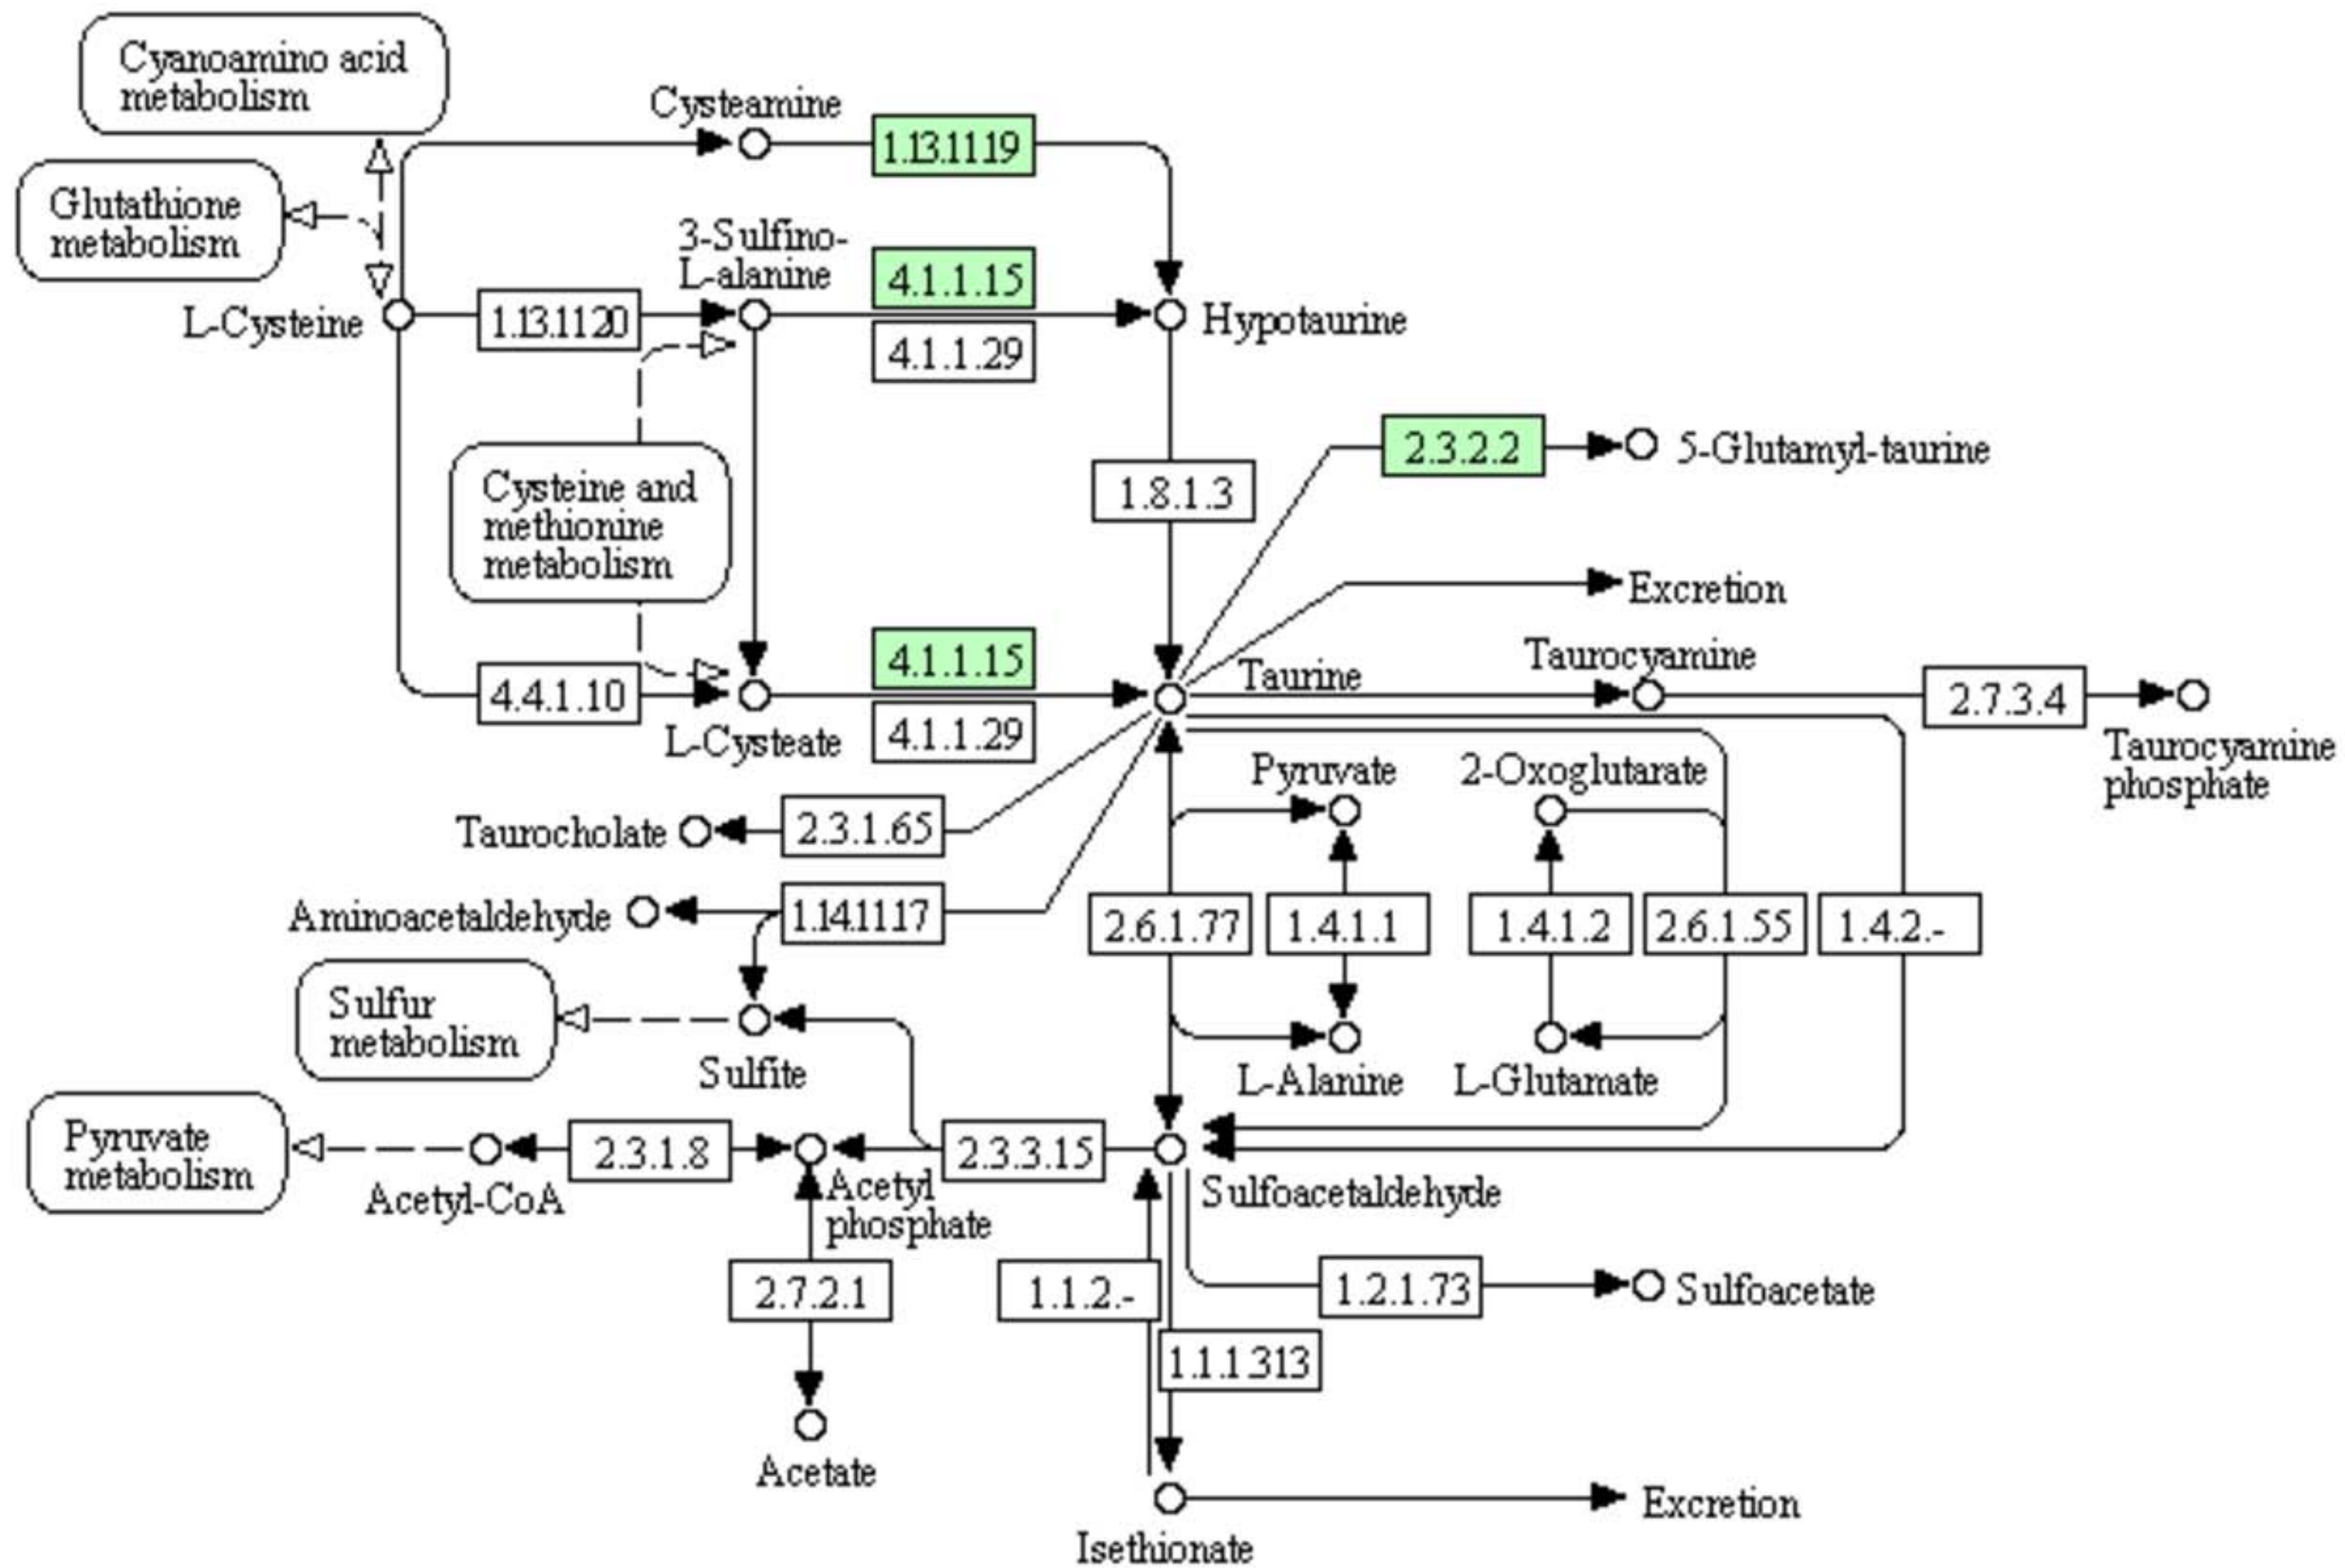 Cyanoamino acid
metabolism
Cysteamine
1.13.11.19
Glutathione
metabolism
3-Sulfino-
L-alanine
4.1.1.15
L-Cysteine
1.13.11.20
Hypotaurine
4.1.1.29
2.3.2.2
5-Glutamyl-taurine
Cysteine and
methionine
metabolism
1.8.1.3
Excretion
4.1.1.15
Taurine
Taurocyamine
4.4.1.10
2.7.3.4
L-Cysteate
4.1.1.29
Taurocyamine
phosphate
Pyruvate
2-Oxoglutarate
Taurocholate
2.3.1.65
Aminoacetaldehyde
1.14.11.17
2.6.1.77
1.4.1.1
1.4.1.2
2.6.1.55
1.4.2.-
Sulfur
metabolism
Sulfite
L-Alanine
L-Glutamate
Pyruvate
metabolism
2.3.1.8
2.3.3.15
Acetyl-CoA
Acetyl
phosphate
Sulfoacetaldehyde
2.7.2.1
1.1.2.-
1.2.1.73
Sulfoacetate
1.1.1.313
Acetate
Excretion
Isethionate